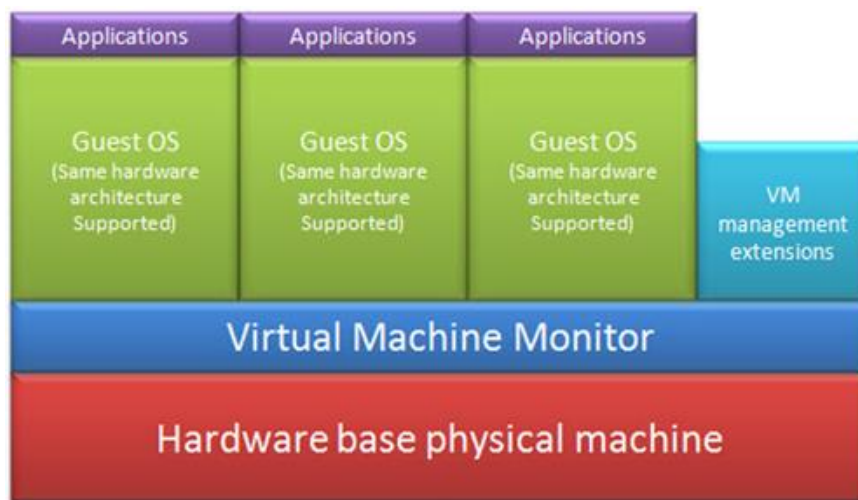 Applications
Applications
Applications
Guest OS
(Same hardware
architecture
Supported)
Guest OS
(Same hardware
architecture
Supported)
Guest OS
(Same hardware
architecture
Supported)
VM
management
extensions
Virtual Machine Monitor
Hardware base physical machine